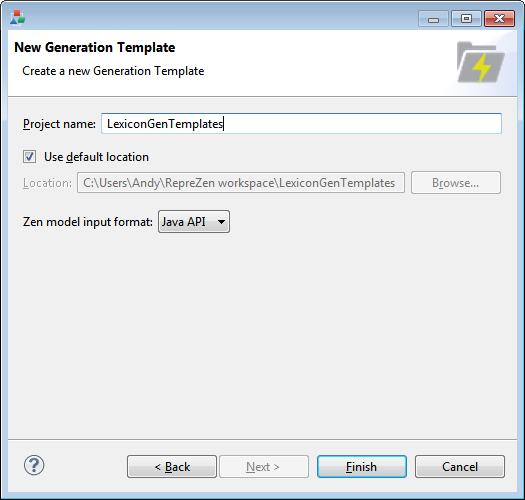 New Generation Template
Create a new Generation Template
Project name: LexiconGenTemplates
Use default location
Location: C:\Users\Andy\RepreZen workspace\LexiconGenTemplates Browse...
Zen model input format: Java API
? < Back Next > Finish Cancel